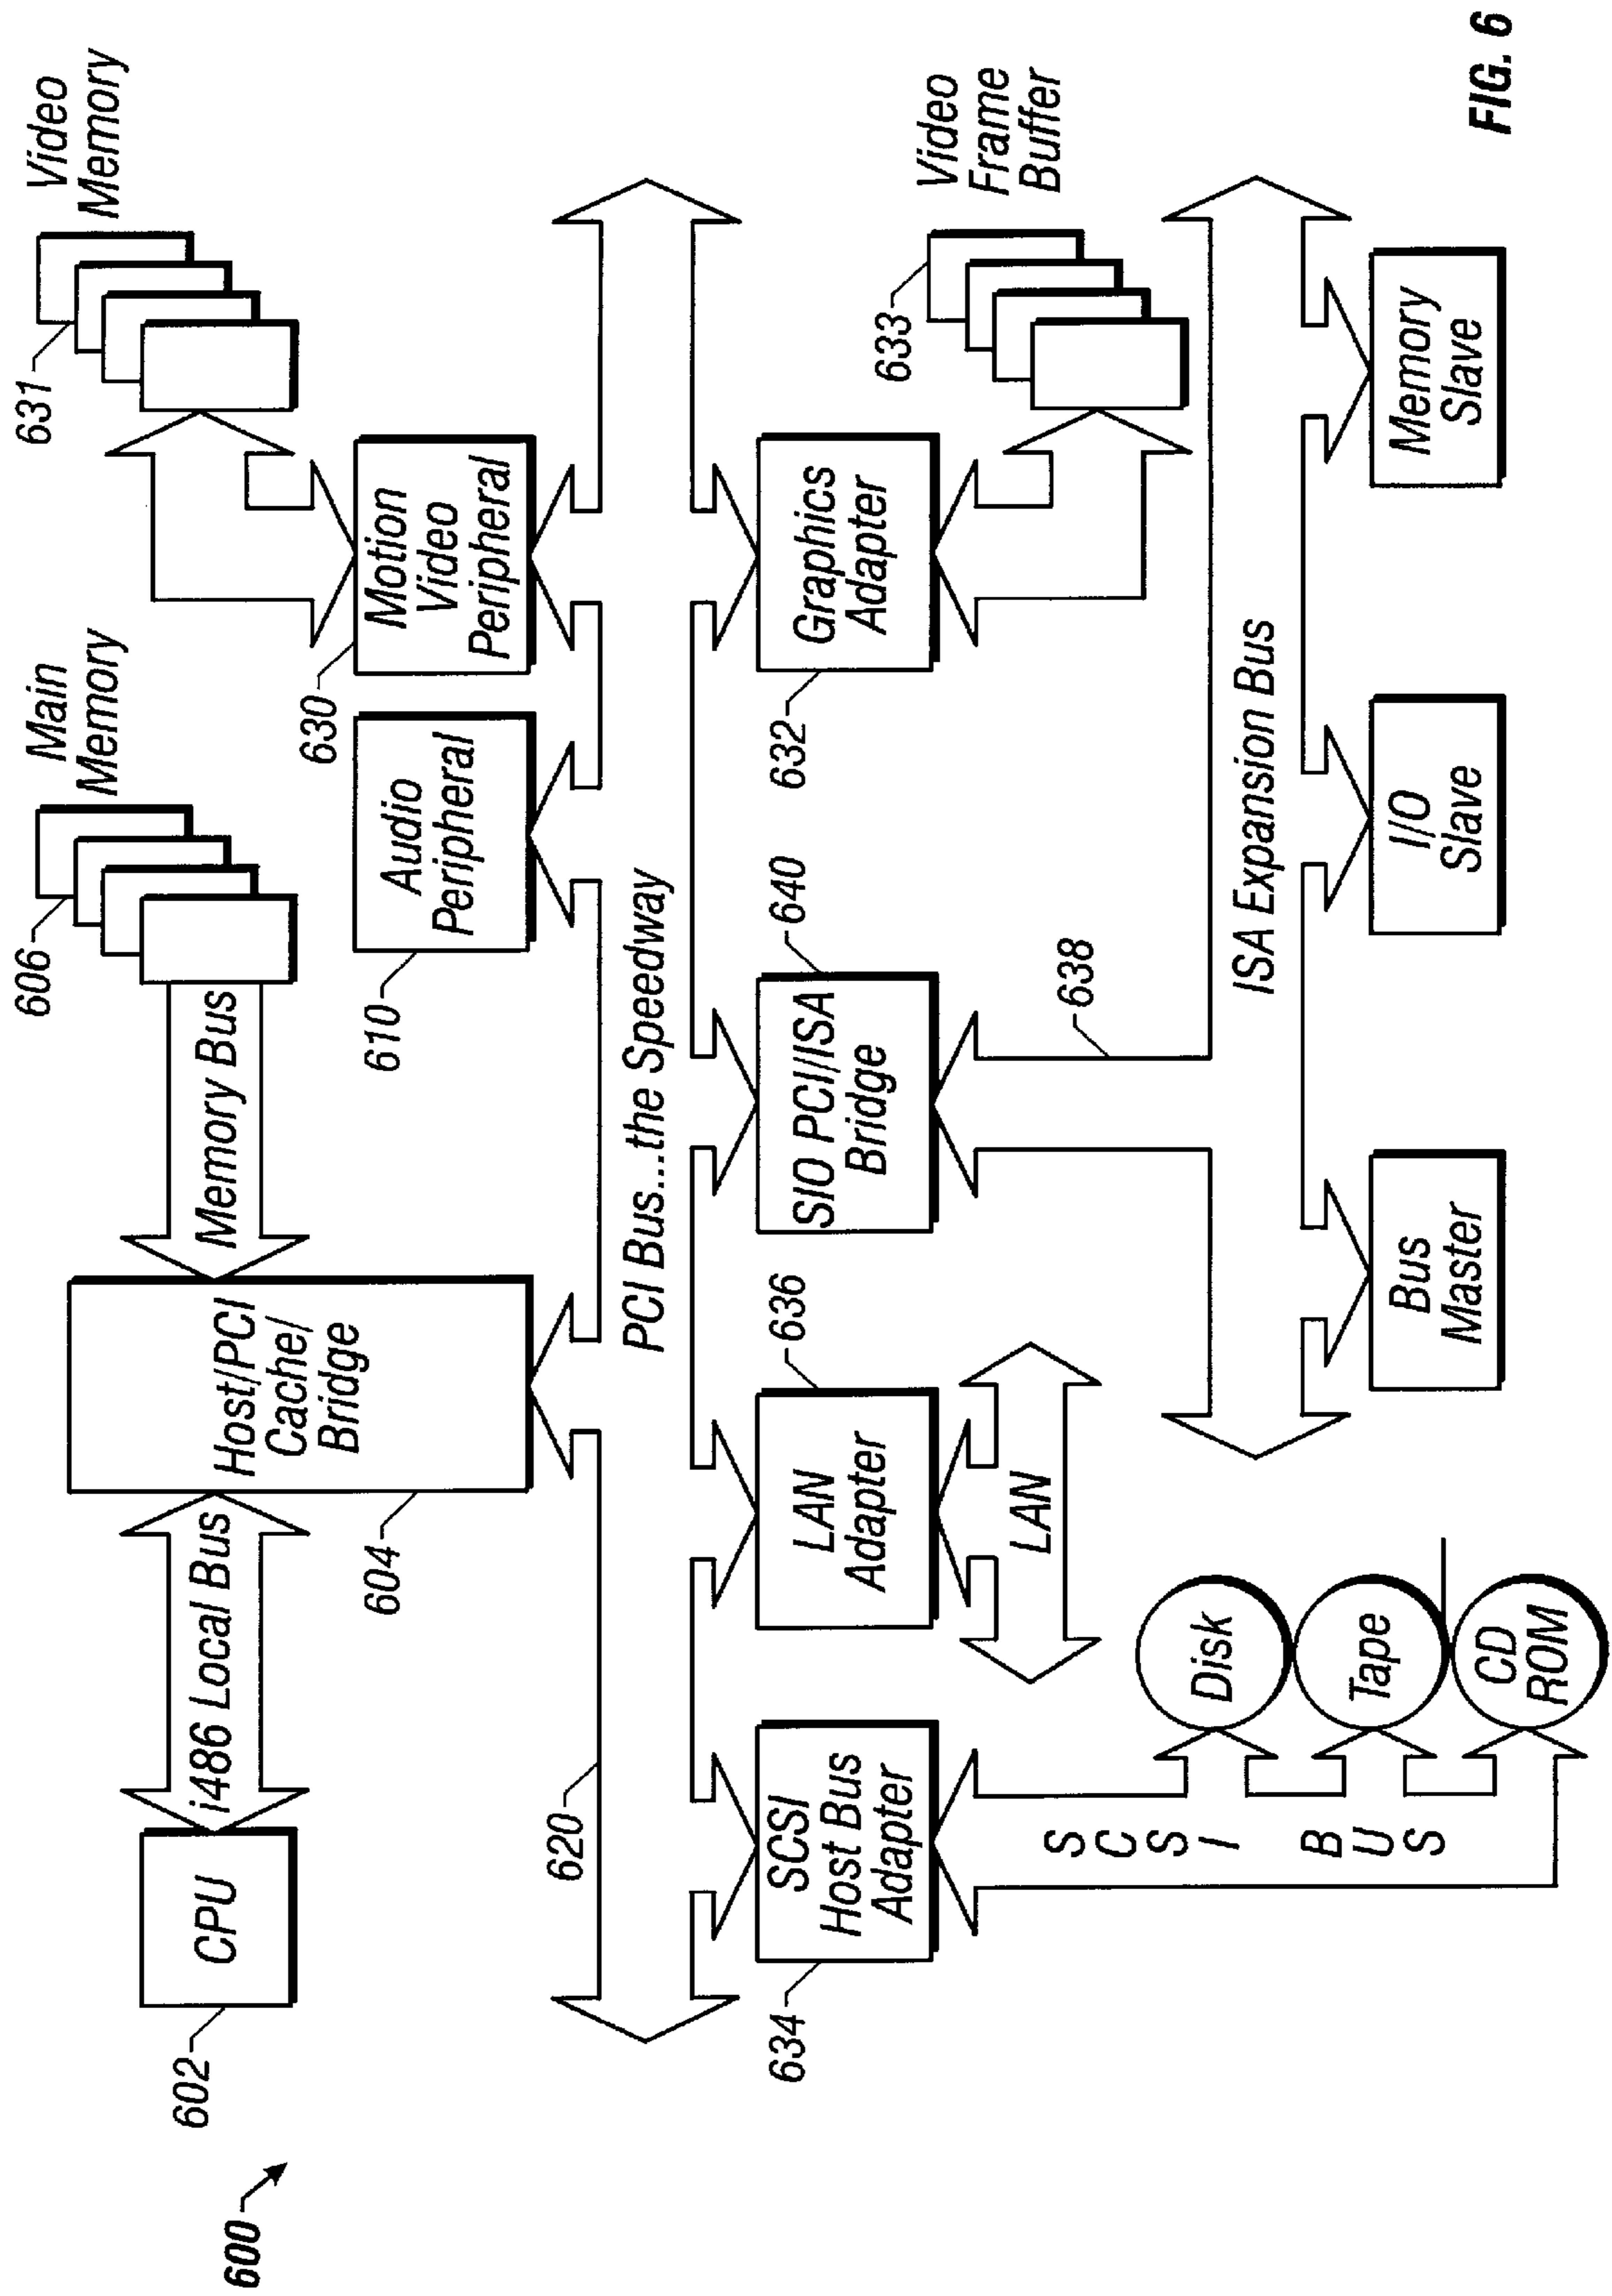 600
602
CPU
i486 Local Bus
604
Host/PCI
Cache/
Bridge
Memory Bus
606
Main
Memory
631
Video
Memory
610
Audio
Peripheral
630
Motion
Video
Peripheral
620
PCI Bus...the Speedway
634
SCSI
Host Bus
Adapter
636
LAN
Adapter
640
SIO PCI/ISA
Bridge
632
Graphics
Adapter
633
Video
Frame
Buffer
LAN
638
SCSI BUS
Disk
Tape
CD
ROM
ISA Expansion Bus
Bus
Master
I/O
Slave
Memory
Slave
FIG. 6